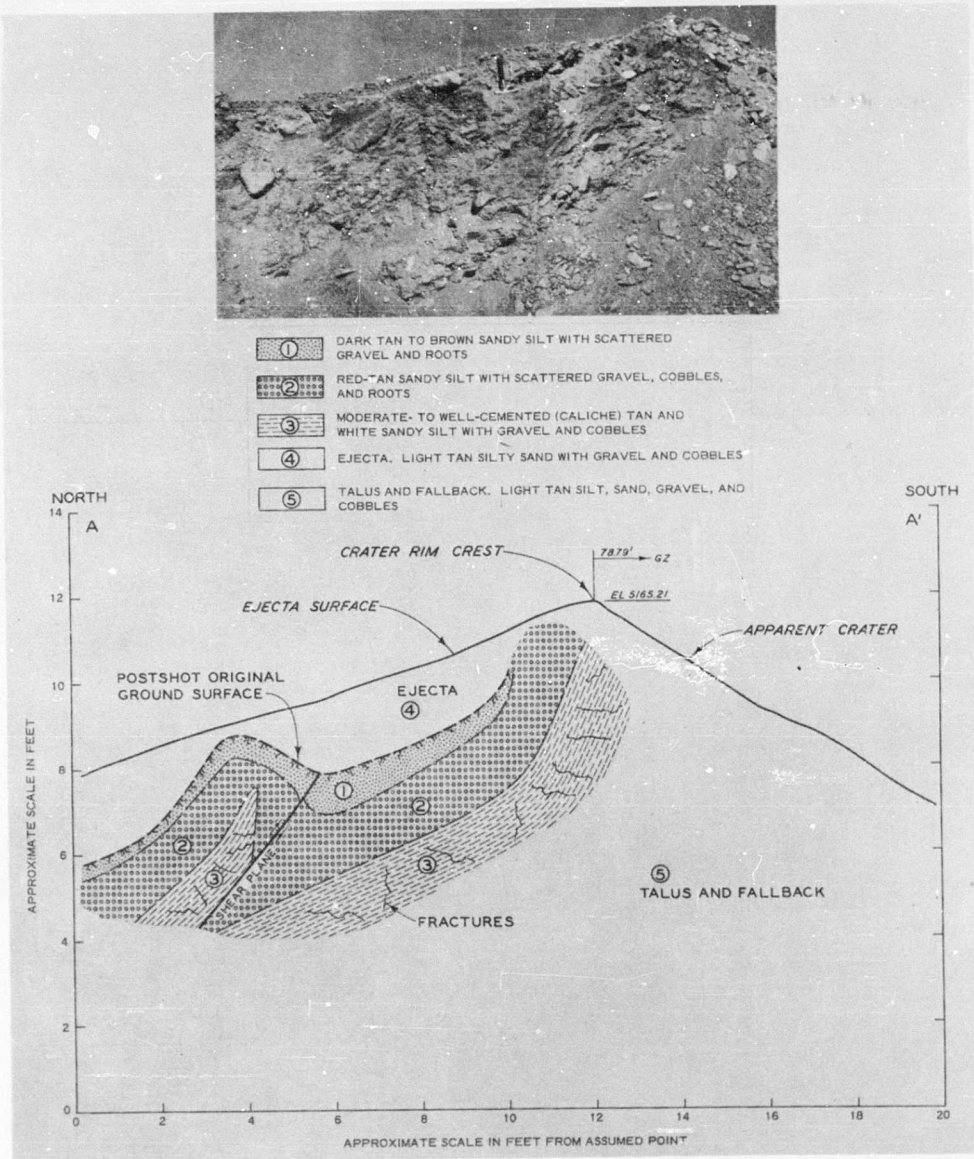 ① DARK TAN TO BROWN SANDY SILT WITH SCATTERED
GRAVEL AND ROOTS
② RED-TAN SANDY SILT WITH SCATTERED GRAVEL, COBBLES,
AND ROOTS
③ MODERATE- TO WELL-CEMENTED (CALICHE) TAN AND
WHITE SANDY SILT WITH GRAVEL AND COBBLES
④ EJECTA. LIGHT TAN SILTY SAND WITH GRAVEL AND COBBLES
⑤ TALUS AND FALLBACK. LIGHT TAN SILT, SAND, GRAVEL, AND
COBBLES
NORTH
SOUTH
A
A'
CRATER RIM CREST
78.79'
GZ
EL 5165.21
EJECTA SURFACE
APPARENT CRATER
POSTSHOT ORIGINAL
GROUND SURFACE
EJECTA
④
①
②
②
③
③
SHEAR PLANE
⑤
TALUS AND FALLBACK
FRACTURES
14
12
10
8
6
4
2
0
APPROXIMATE SCALE IN FEET
0 2 4 6 8 10 12 14 16 18 20
APPROXIMATE SCALE IN FEET FROM ASSUMED POINT